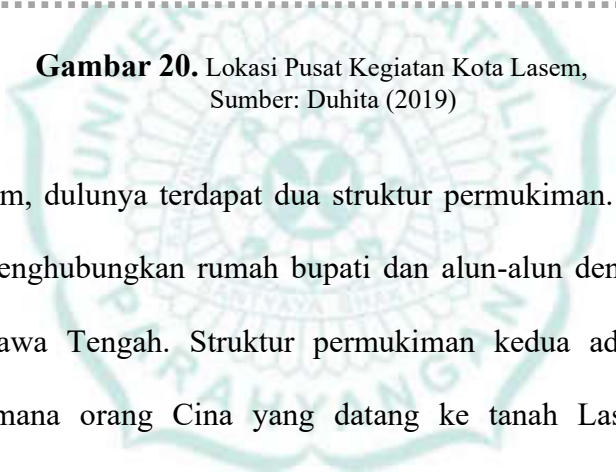 Gambar 20. Lokasi Pusat Kegiatan Kota Lasem,
Sumber: Duhita (2019)
m, dulunya terdapat dua struktur permukiman.
enghubungkan rumah bupati dan alun-alun den
awa Tengah. Struktur permukiman kedua ad
mana orang Cina yang datang ke tanah Las